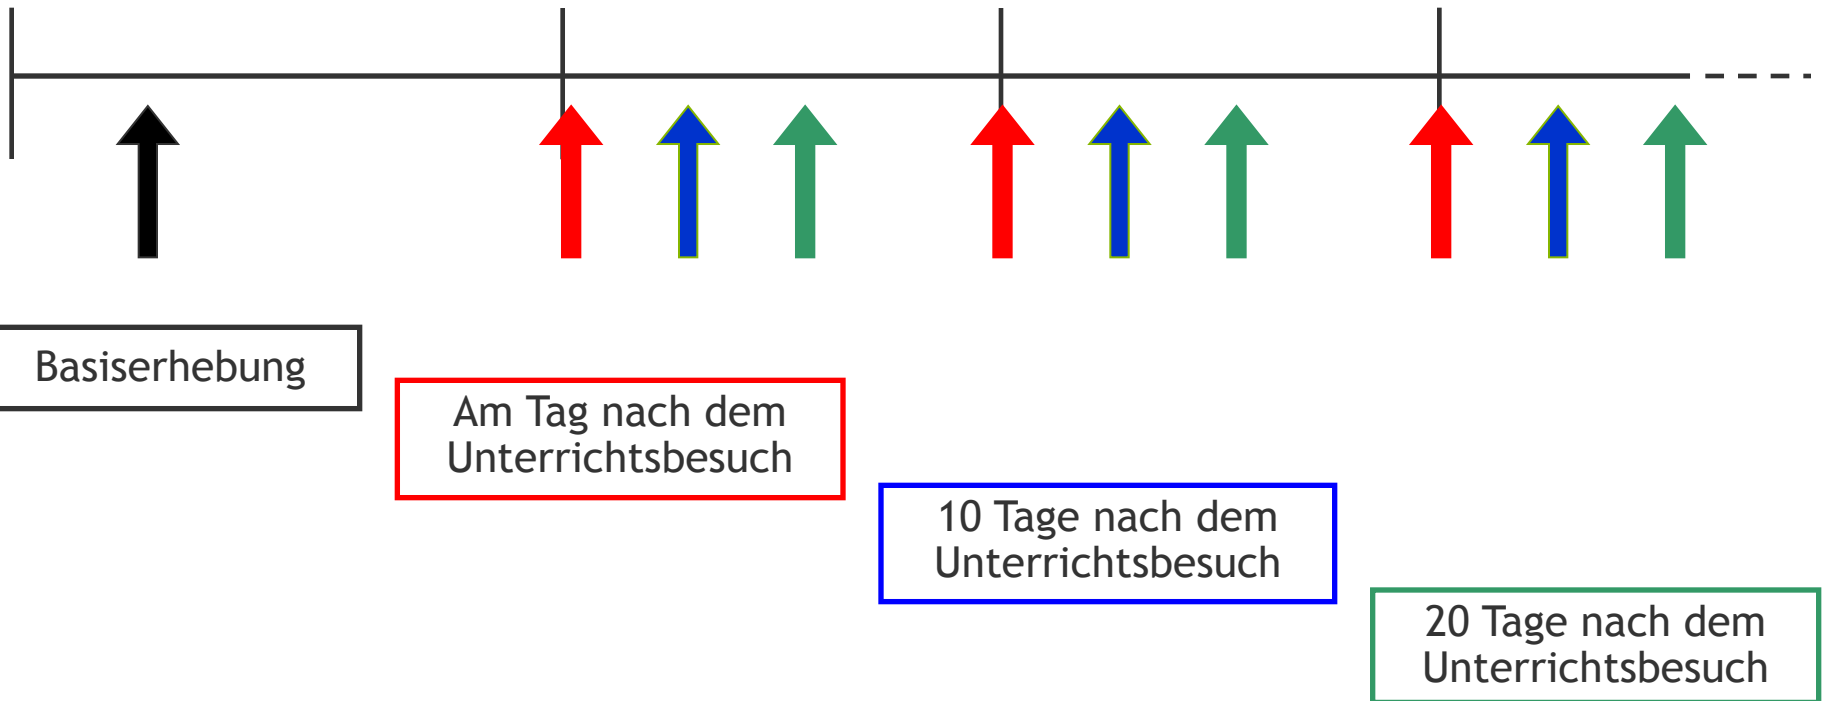 Basiserhebung
Am Tag nach dem
Unterrichtsbesuch
10 Tage nach dem
Unterrichtsbesuch
20 Tage nach dem
Unterrichtsbesuch